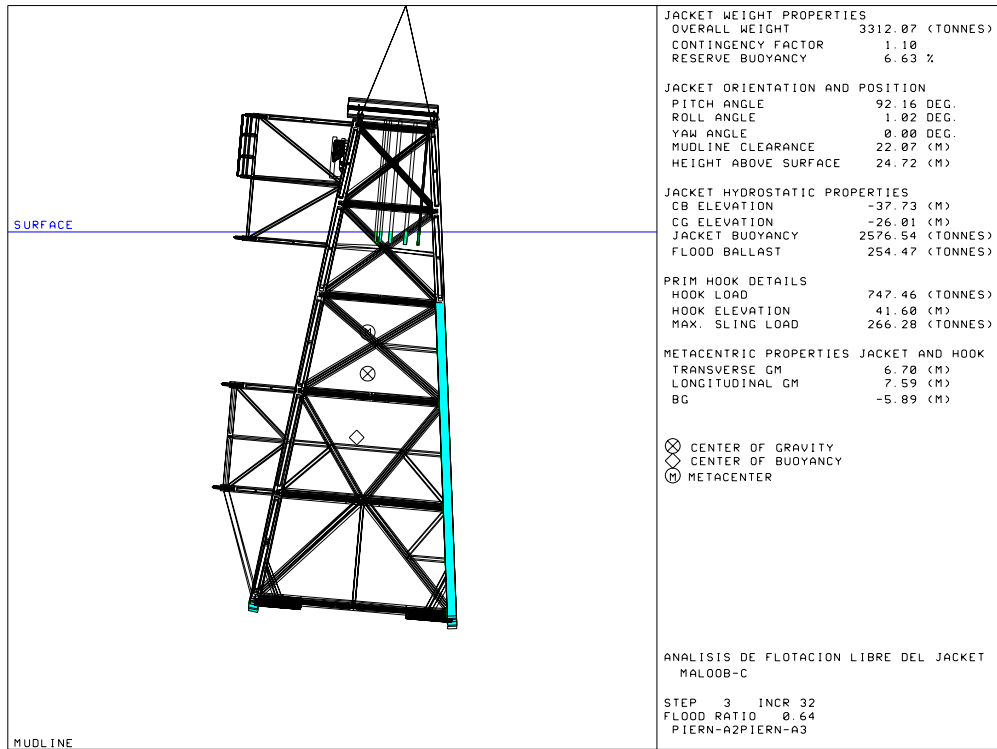 SURFACE
MUDLINE
M
JACKET WEIGHT PROPERTIES
OVERALL WEIGHT 3312.07 (TONNES)
CONTINGENCY FACTOR 1.10
RESERVE BUOYANCY 6.63 %
JACKET ORIENTATION AND POSITION
PITCH ANGLE 92.16 DEG.
ROLL ANGLE 1.02 DEG.
YAW ANGLE 0.00 DEG.
MUDLINE CLEARANCE 22.07 (M)
HEIGHT ABOVE SURFACE 24.72 (M)
JACKET HYDROSTATIC PROPERTIES
CB ELEVATION -37.73 (M)
CG ELEVATION -26.01 (M)
JACKET BUOYANCY 2576.54 (TONNES)
FLOOD BALLAST 254.47 (TONNES)
PRIM HOOK DETAILS
HOOK LOAD 747.46 (TONNES)
HOOK ELEVATION 41.60 (M)
MAX. SLING LOAD 266.28 (TONNES)
METACENTRIC PROPERTIES JACKET AND HOOK
TRANSVERSE GM 6.70 (M)
LONGITUDINAL GM 7.59 (M)
BG -5.89 (M)
CENTER OF GRAVITY
CENTER OF BUOYANCY
M METACENTER
ANALISIS DE FLOTACION LIBRE DEL JACKET
MALOOB-C
STEP 3 INCR 32
FLOOD RATIO 0.64
PIERN-A2PIERN-A3